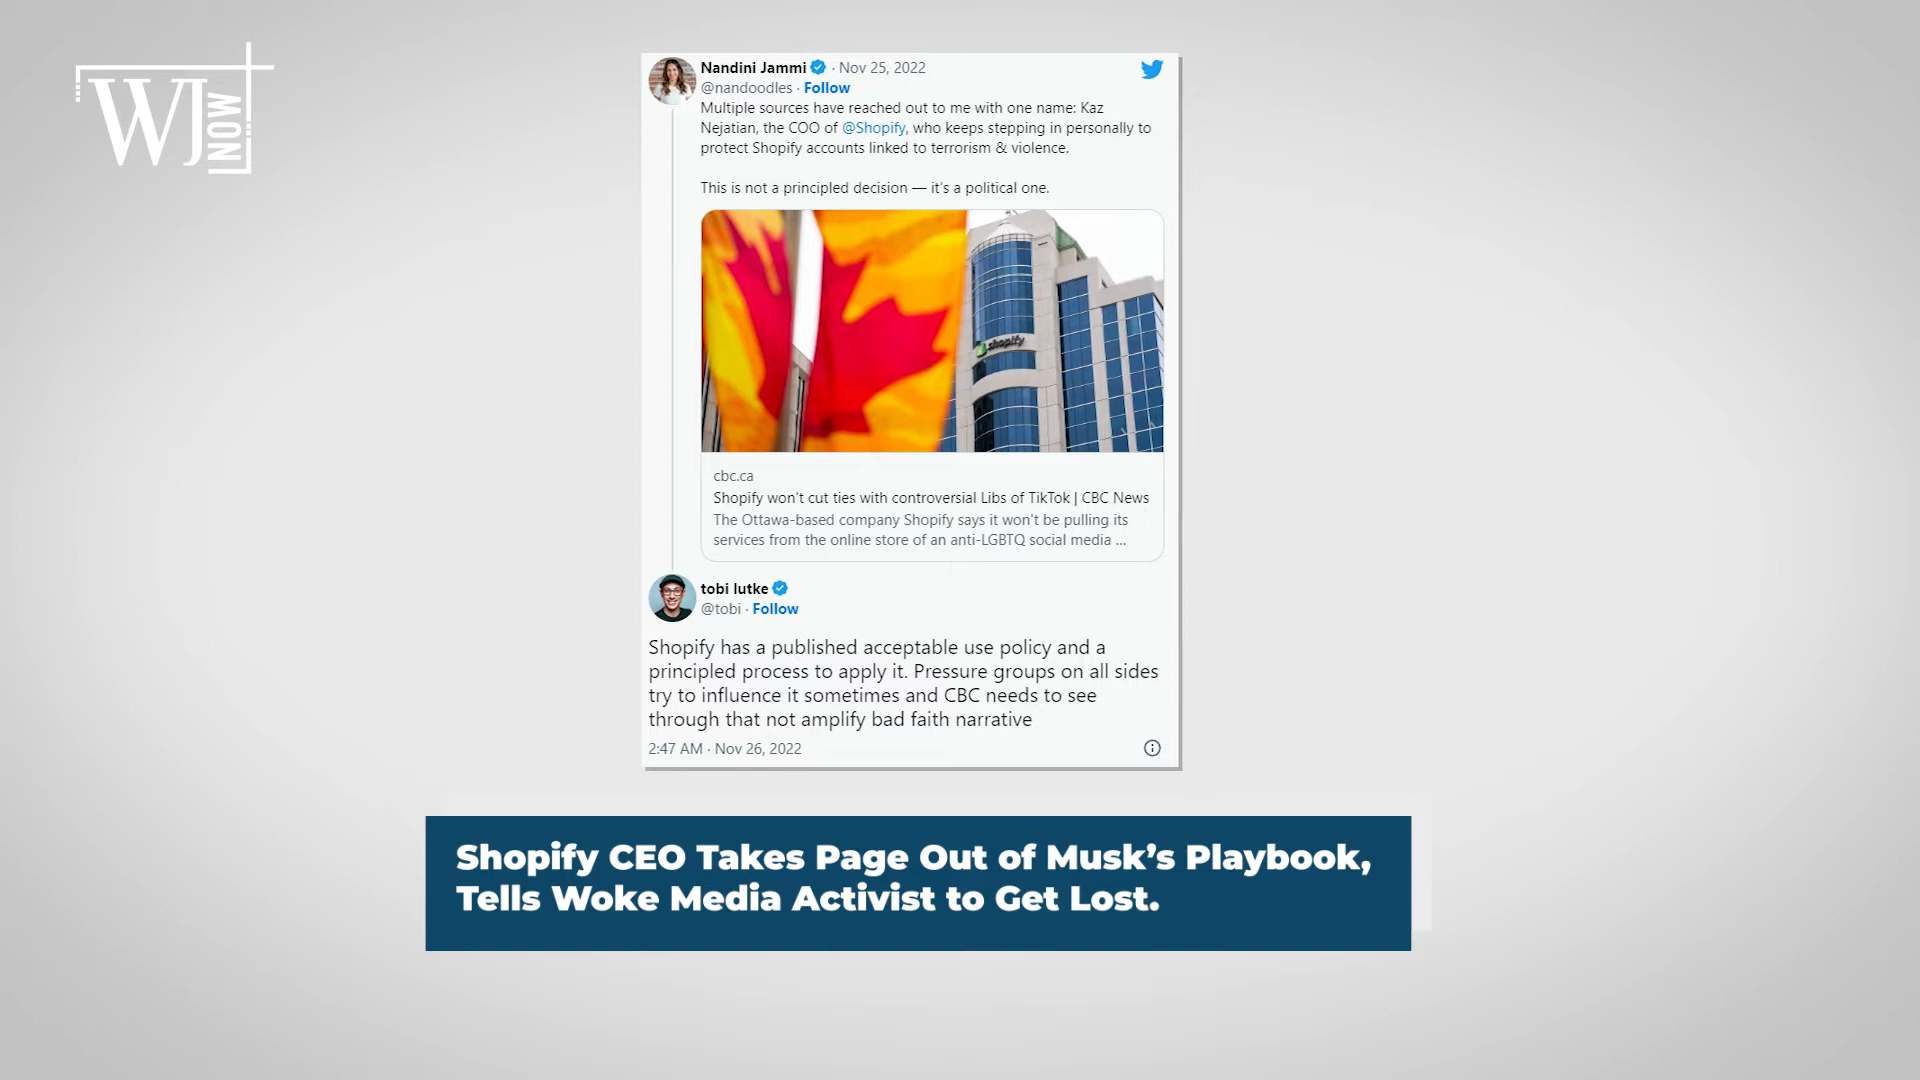 WJ
NOW
Nandini Jammi · Nov 25, 2022
@nandoodles · Follow
Multiple sources have reached out to me with one name: Kaz
Nejatian, the COO of @Shopify, who keeps stepping in personally to
protect Shopify accounts linked to terrorism & violence.
This is not a principled decision — it's a political one.
shopify
cbc.ca
Shopify won't cut ties with controversial Libs of TikTok | CBC News
The Ottawa-based company Shopify says it won't be pulling its
services from the online store of an anti-LGBTQ social media ...
tobi lutke
@tobi · Follow
Shopify has a published acceptable use policy and a
principled process to apply it. Pressure groups on all sides
try to influence it sometimes and CBC needs to see
through that not amplify bad faith narrative
2:47 AM · Nov 26, 2022
Shopify CEO Takes Page Out of Musk’s Playbook,
Tells Woke Media Activist to Get Lost.